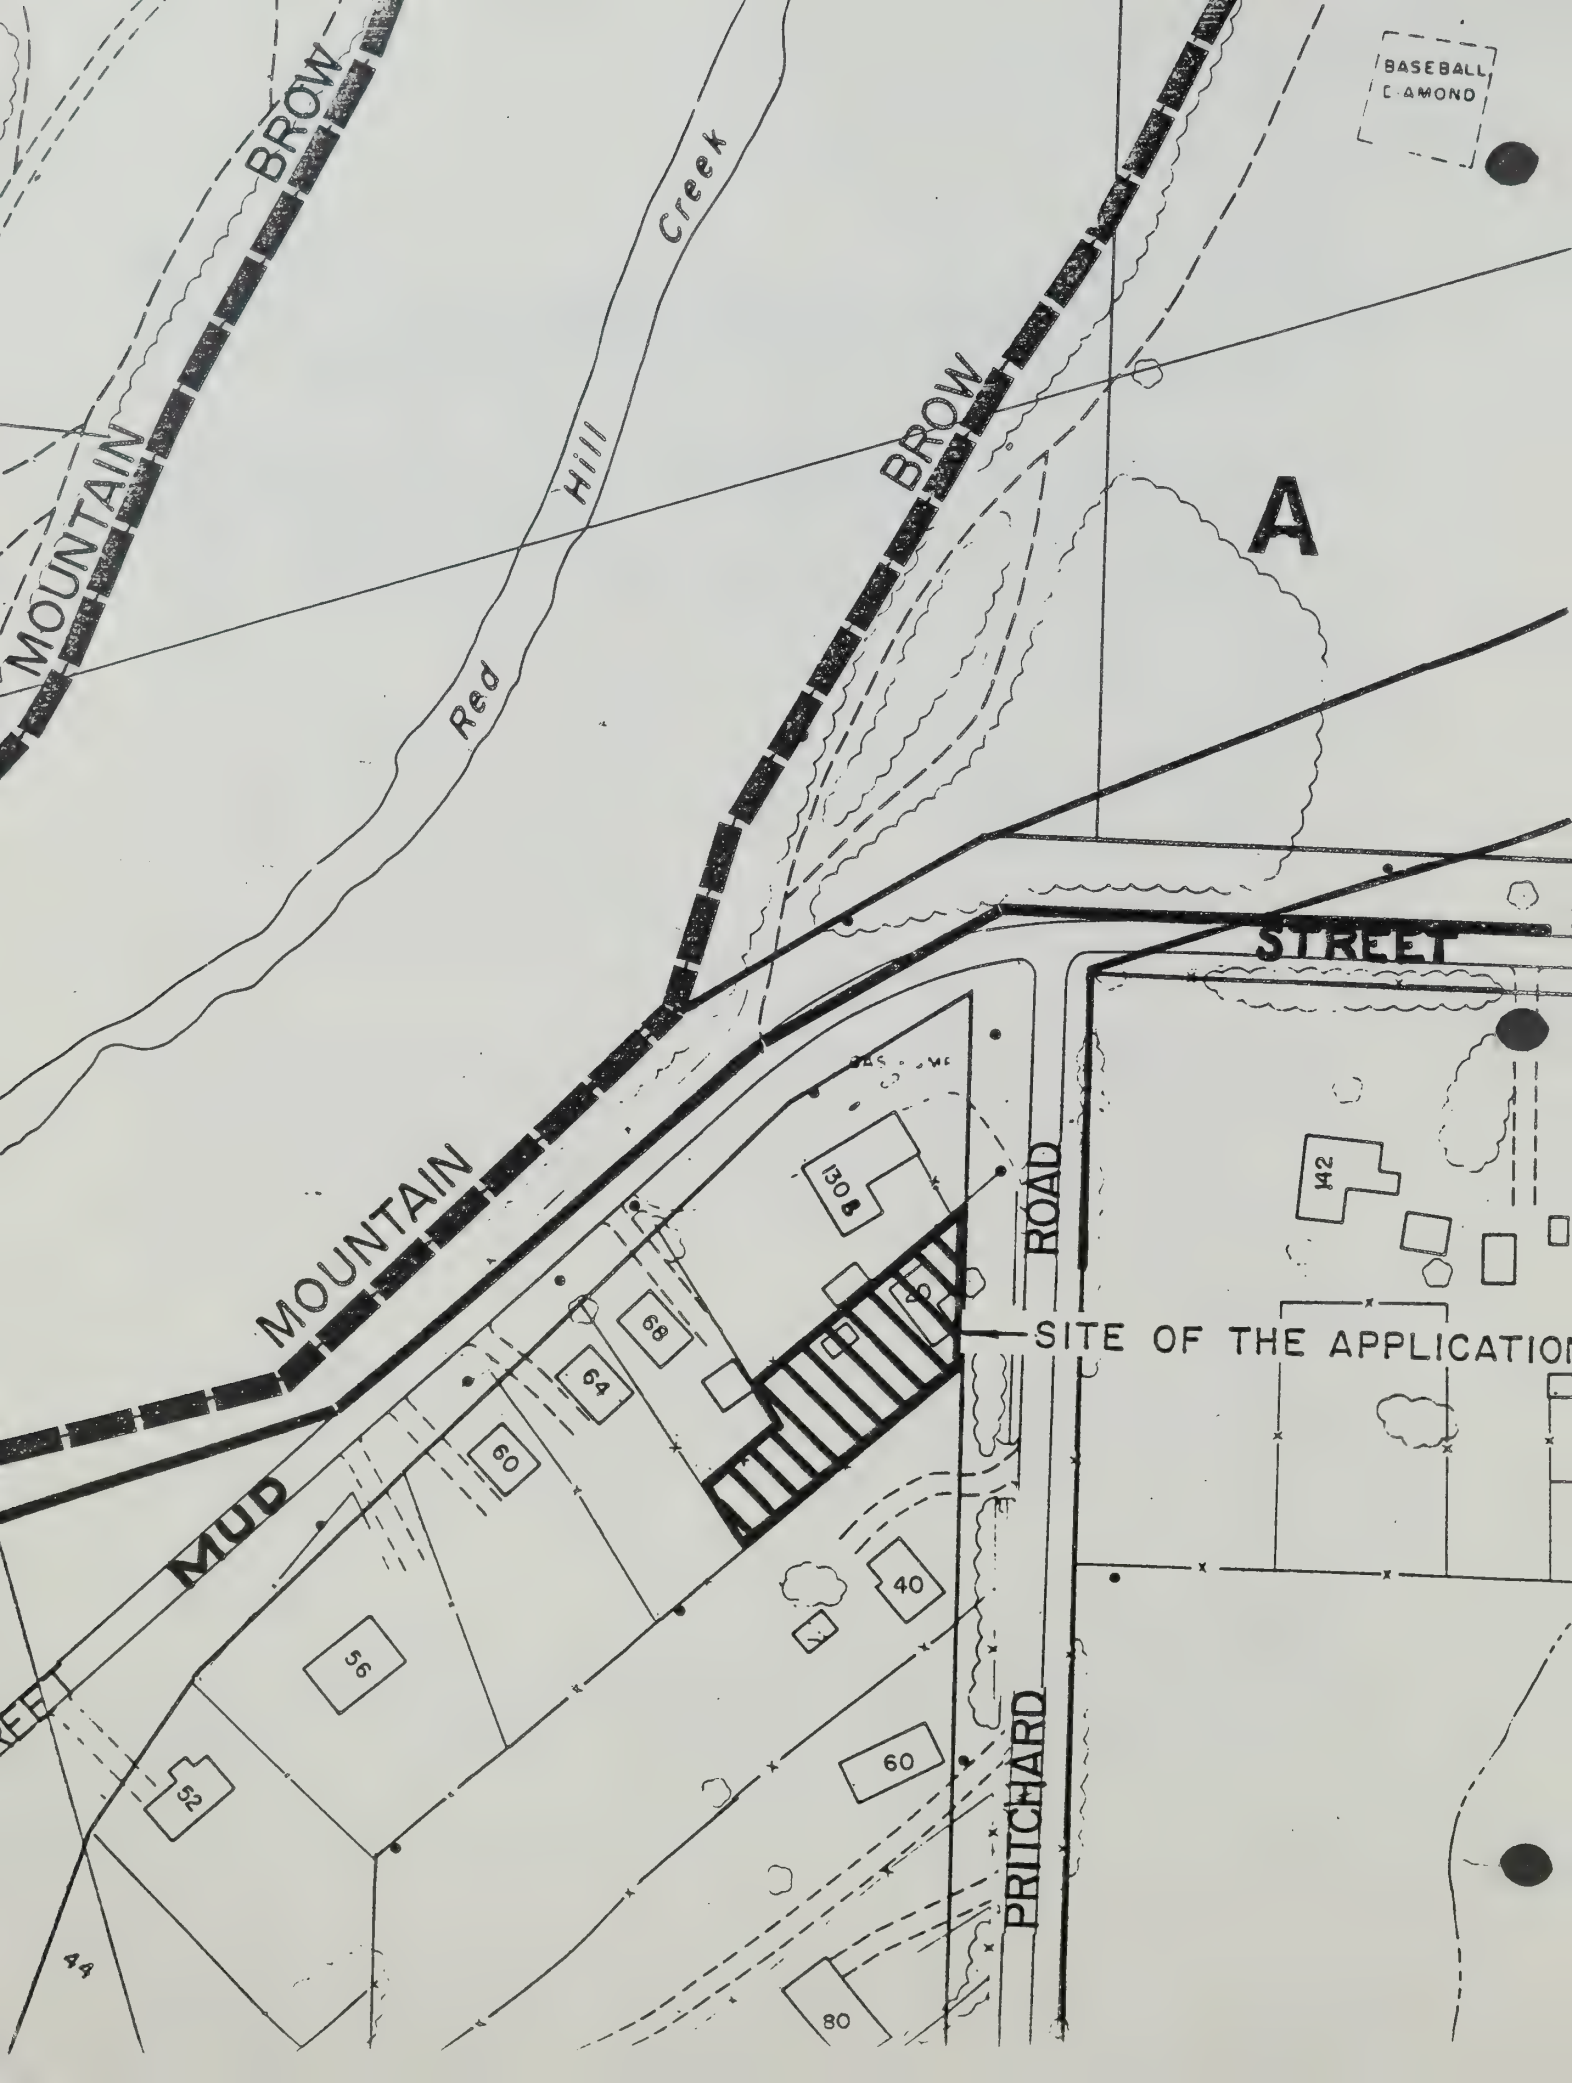 BASEBALL
BROW
Creek
BROW
Hill
A
MOUNTAIN
Red
STREET
130
ROAD
142
MOUNTAIN
68
SITE OF THE APPLICATION
64
60
MUD
40
56
60
PRITCHARD
52
44
80